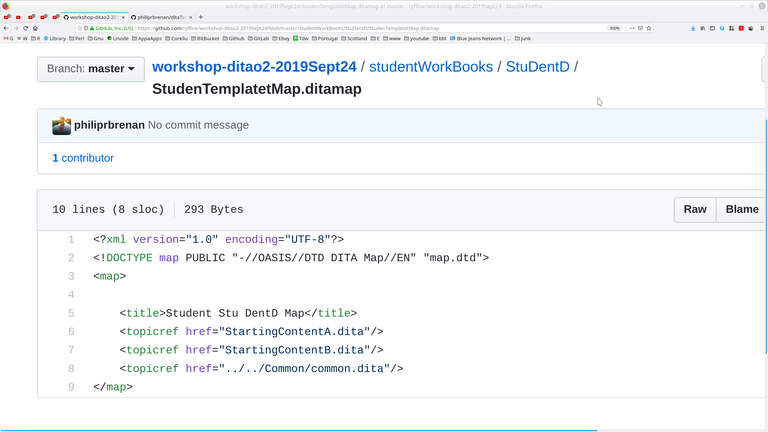 workshop-ditao2-2019Sept24/studentWorkBooks/StuDentD/StudenTemplatetMap.ditamap at master · ryffine/workshop-ditao2-2019Sept24 - Mozilla Firefox
workshop-ditao2-2
philiprbrenan/dita
GitHub, Inc. (US)
https://github.com/ryffine/workshop-ditao2-2019Sept24/blob/master/studentWorkBooks/StuDentD/StudenTemplatetMap.ditamap
300%
G W Library Perl Gnu Linode AppaApps Coreliu BitBucket Github GitLab Ebay Tdw Portugal Scotland E www youtube bbt Blue Jeans Network | ... junk
Branch: master
workshop-ditao2-2019Sept24 / studentWorkBooks / StuDentD /
StudenTemplatetMap.ditamap
philiprbrenan No commit message
1 contributor
10 lines (8 sloc) 293 Bytes
Raw Blame
1 <?xml version="1.0" encoding="UTF-8"?>
2 <!DOCTYPE map PUBLIC "-//OASIS//DTD DITA Map//EN" "map.dtd">
3 <map>
4
5 <title>Student Stu DentD Map</title>
6 <topicref href="StartingContentA.dita"/>
7 <topicref href="StartingContentB.dita"/>
8 <topicref href="../../Common/common.dita"/>
9 </map>